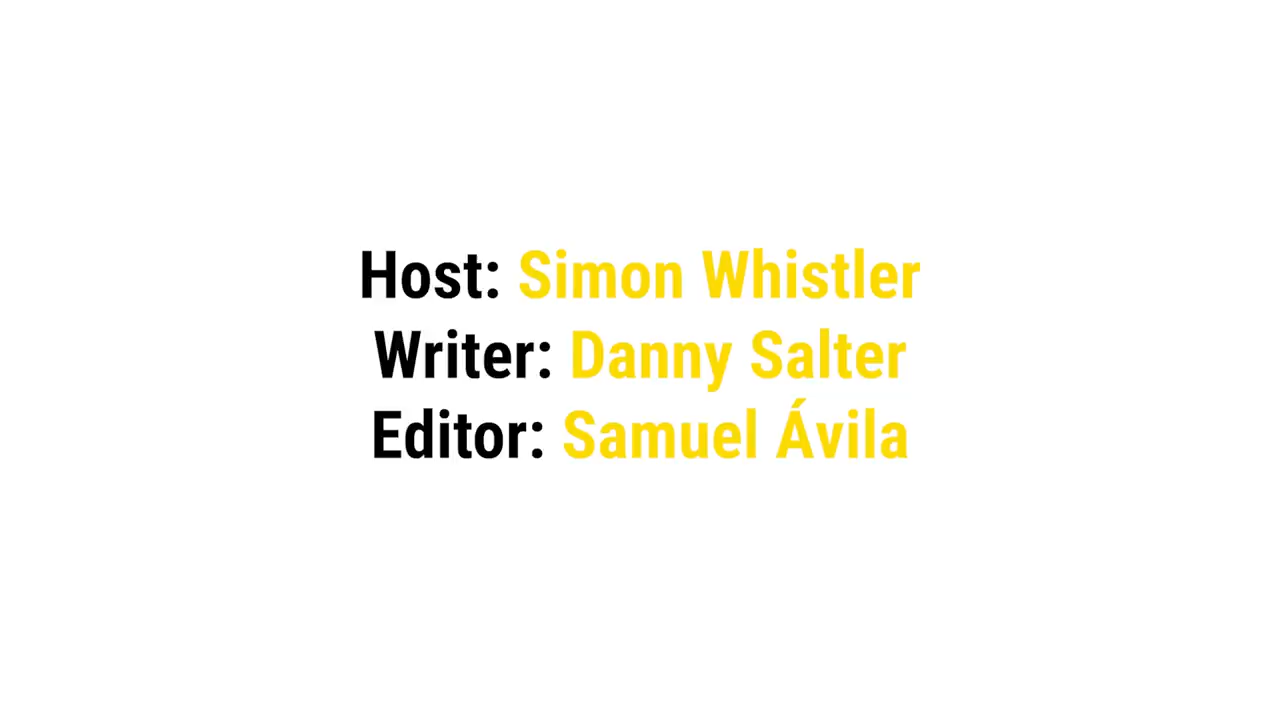 Host: Simon Whistler
Writer: Danny Salter
Editor: Samuel Ávila